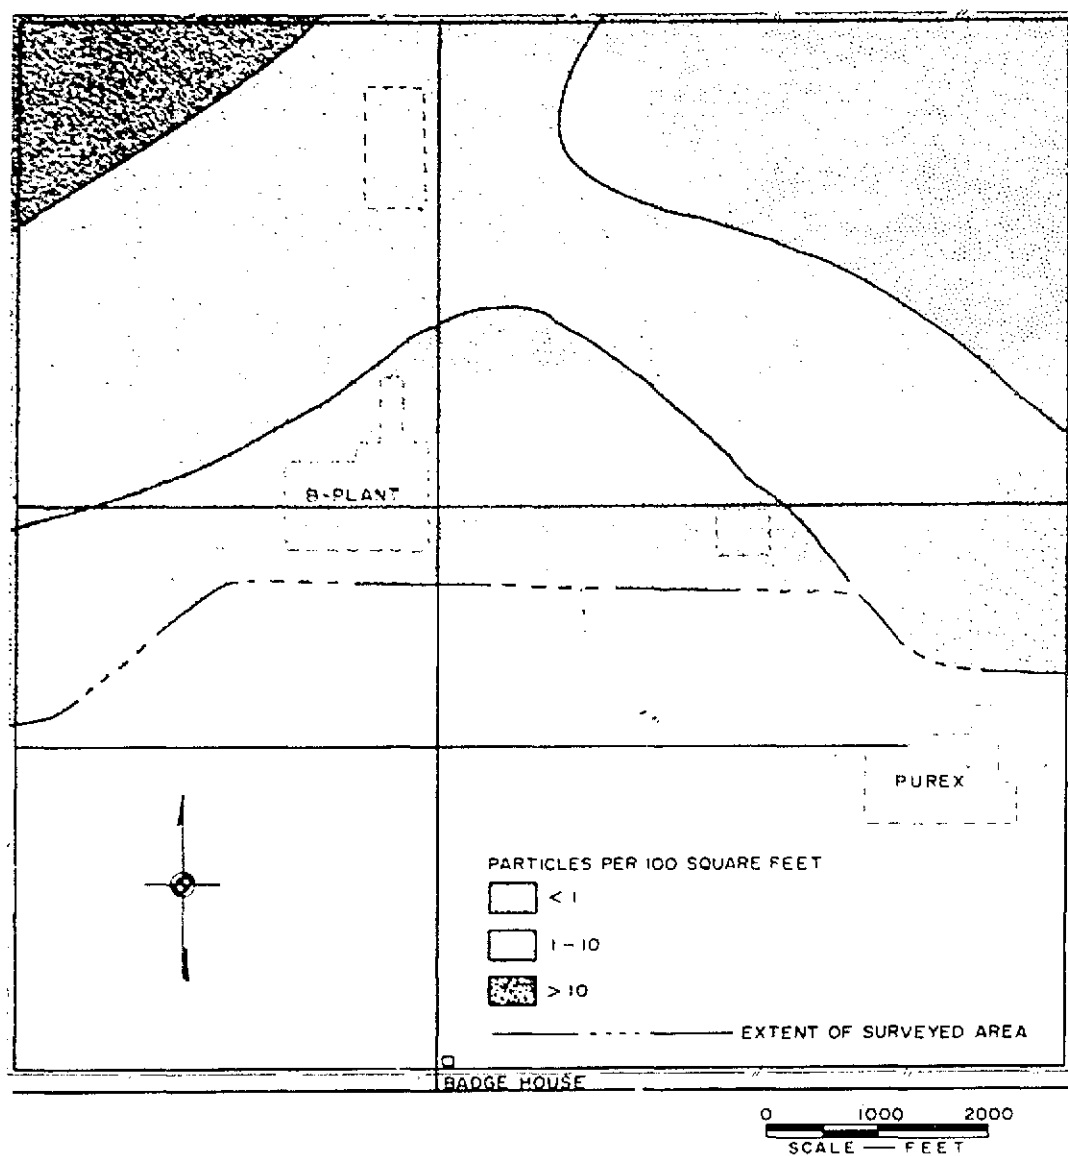 B-PLANT
PUREX
PARTICLES PER 100 SQUARE FEET
< 1
1-10
> 10
EXTENT OF SURVEYED AREA
BADGE HOUSE
0 1000 2000
SCALE — FEET